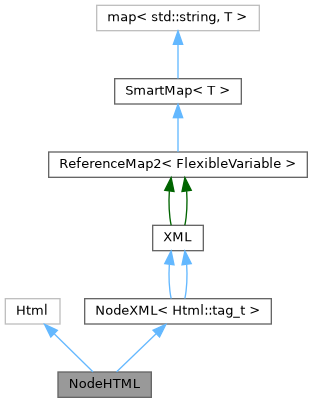 map< std::string, T >
SmartMap< T >
ReferenceMap2< FlexibleVariable >
XML
Html
NodeXML< Html::tag_t >
NodeHTML